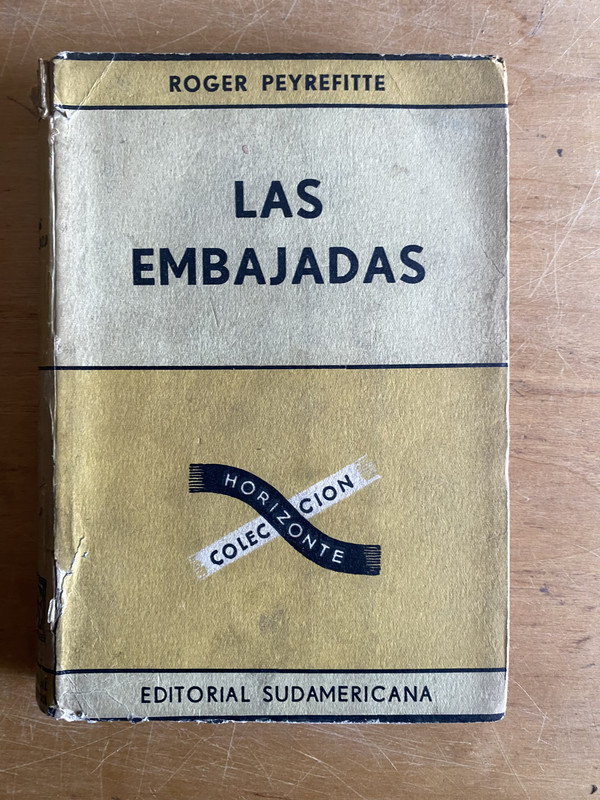 ROGER PEYREFITTE
LAS
EMBAJADAS
HORIZONTE
COLECCION
EDITORIAL SUDAMERICANA